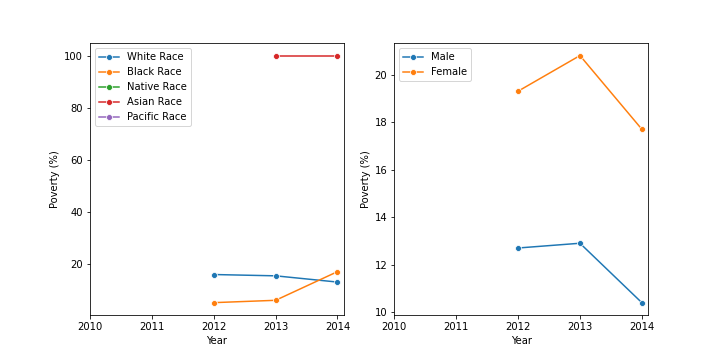 White Race
Black Race
Native Race
Asian Race
Pacific Race
100
80
60
40
20
Poverty (%)
2010 2011 2012 2013 2014
Year
Male
Female
20
18
16
14
12
10
Poverty (%)
2010 2011 2012 2013 2014
Year